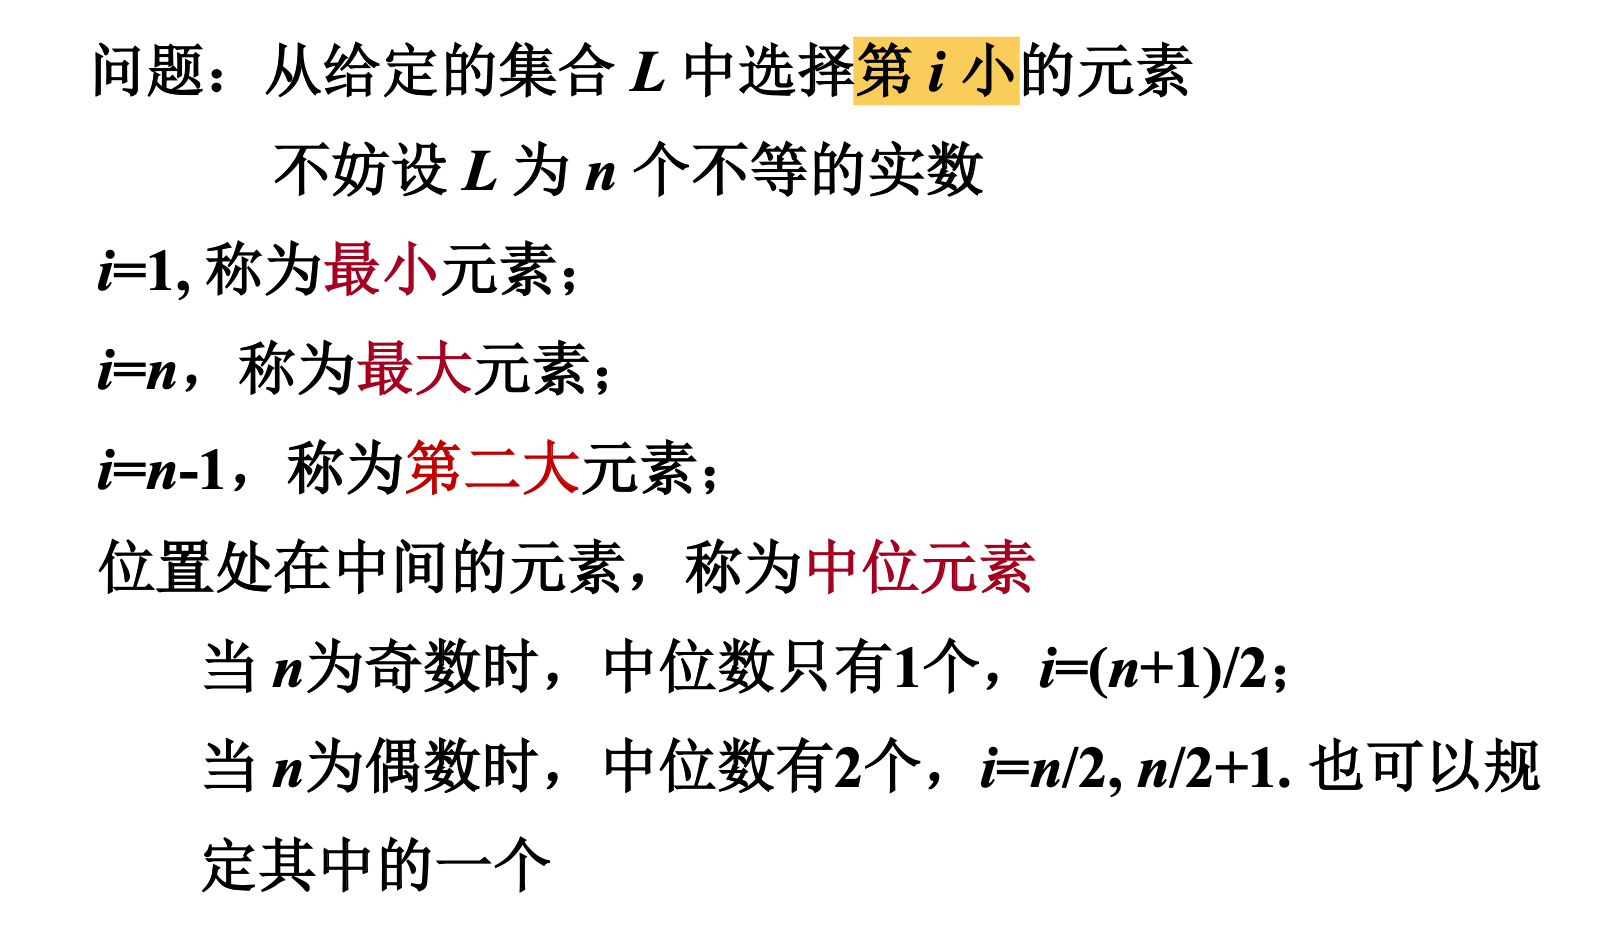 问题：从给定的集合 L 中选择第 i 小的元素
不妨设 L 为 n 个不等的实数
i=1, 称为最小元素；
i=n，称为最大元素；
i=n-1，称为第二大元素；
位置处在中间的元素，称为中位元素
当 n为奇数时，中位数只有1个，i=(n+1)/2；
当 n为偶数时，中位数有2个，i=n/2, n/2+1. 也可以规
定其中的一个